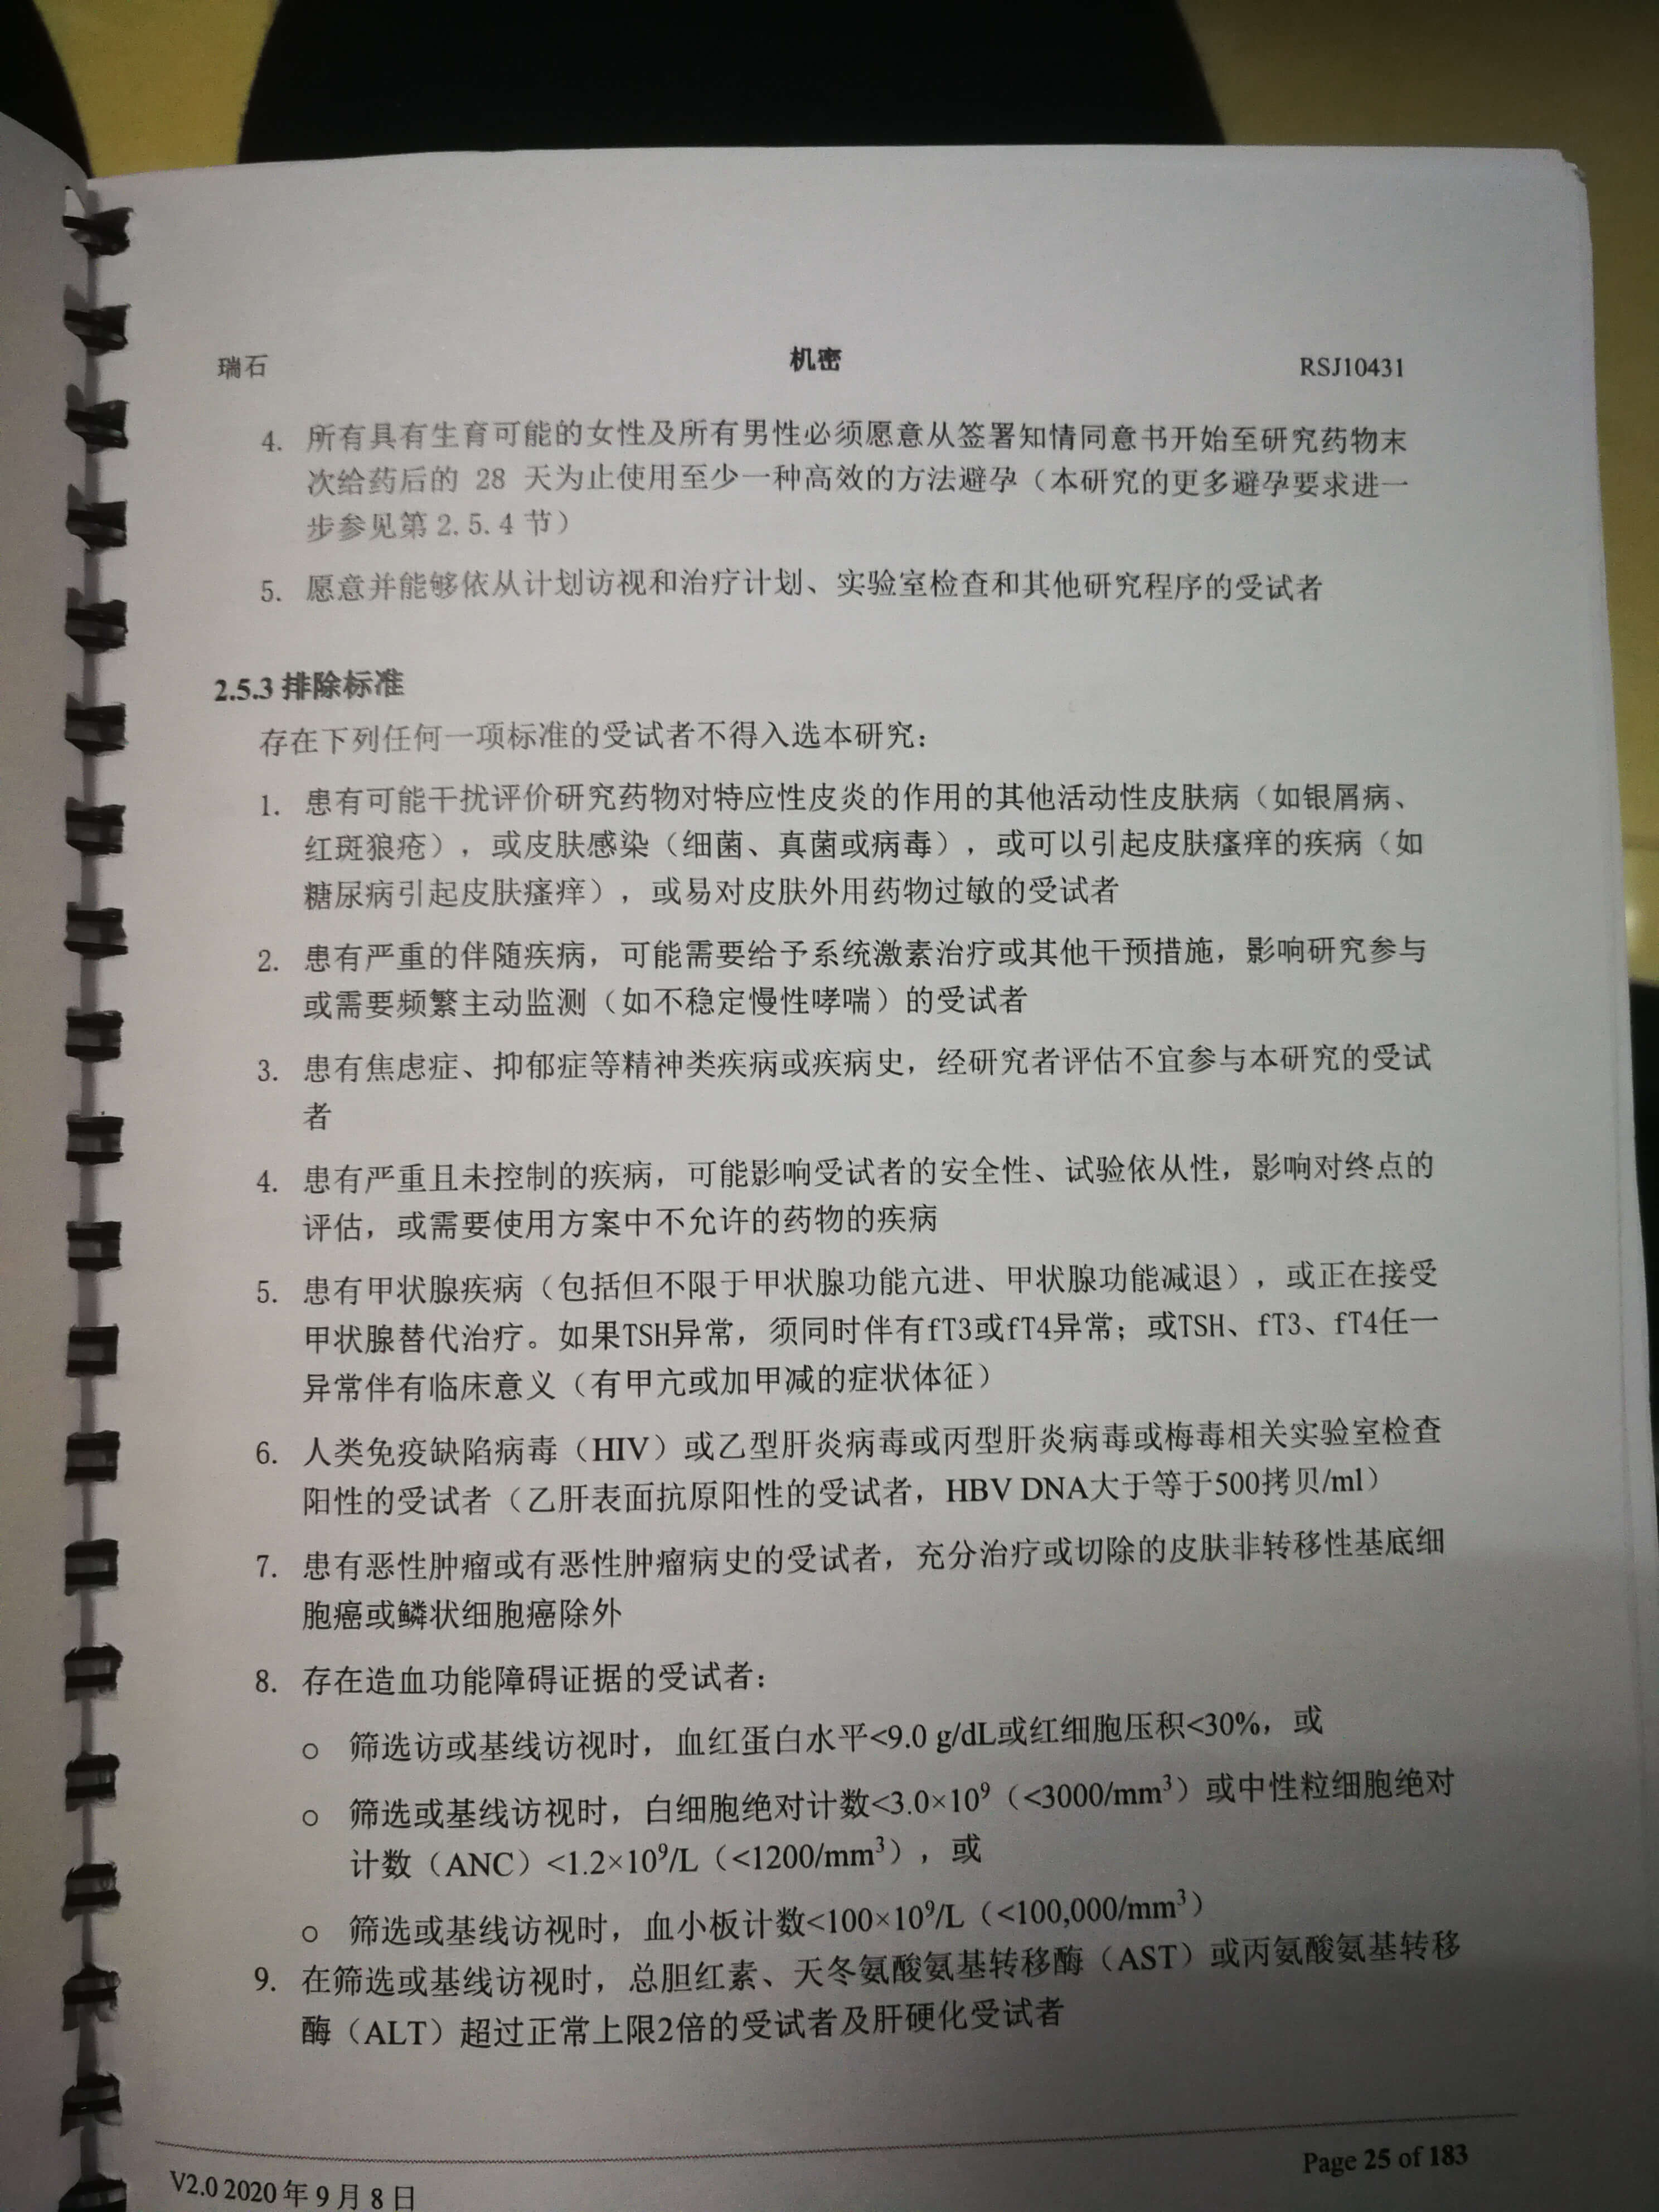 瑞石 机密 RSJ10431
4. 所有具有生育可能的女性及所有男性必须愿意从签署知情同意书开始至研究药物末
次给药后的 28 天为止使用至少一种高效的方法避孕（本研究的更多避孕要求进一
步参见第 2.5.4 节）
5. 愿意并能够依从计划访视和治疗计划、实验室检查和其他研究程序的受试者
2.5.3 排除标准
存在下列任何一项标准的受试者不得入选本研究：
1. 患有可能干扰评价研究药物对特应性皮炎的作用的其他活动性皮肤病（如银屑病、
红斑狼疮），或皮肤感染（细菌、真菌或病毒），或可以引起皮肤瘙痒的疾病（如
糖尿病引起皮肤瘙痒），或易对皮肤外用药物过敏的受试者
2. 患有严重的伴随疾病，可能需要给予系统激素治疗或其他干预措施，影响研究参与
或需要频繁主动监测（如不稳定慢性哮喘）的受试者
3. 患有焦虑症、抑郁症等精神类疾病或疾病史，经研究者评估不宜参与本研究的受试
者
4. 患有严重且未控制的疾病，可能影响受试者的安全性、试验依从性，影响对终点的
评估，或需要使用方案中不允许的药物的疾病
5. 患有甲状腺疾病（包括但不限于甲状腺功能亢进、甲状腺功能减退），或正在接受
甲状腺替代治疗。如果TSH异常，须同时伴有fT3或fT4异常；或TSH、fT3、fT4任一
异常伴有临床意义（有甲亢或加甲减的症状体征）
6. 人类免疫缺陷病毒（HIV）或乙型肝炎病毒或丙型肝炎病毒或梅毒相关实验室检查
阳性的受试者（乙肝表面抗原阳性的受试者，HBV DNA大于等于500拷贝/ml）
7. 患有恶性肿瘤或有恶性肿瘤病史的受试者，充分治疗或切除的皮肤非转移性基底细
胞癌或鳞状细胞癌除外
8. 存在造血功能障碍证据的受试者：
o 筛选访或基线访视时，血红蛋白水平<9.0 g/dL或红细胞压积<30%，或
o 筛选或基线访视时，白细胞绝对计数<3.0×10⁹（<3000/mm³）或中性粒细胞绝对
计数（ANC）<1.2×10⁹/L（<1200/mm³），或
o 筛选或基线访视时，血小板计数<100×10⁹/L（<100,000/mm³）
9. 在筛选或基线访视时，总胆红素、天冬氨酸氨基转移酶（AST）或丙氨酸氨基转移
酶（ALT）超过正常上限2倍的受试者及肝硬化受试者
V2.0 2020 年 9 月 8 日 Page 25 of 183